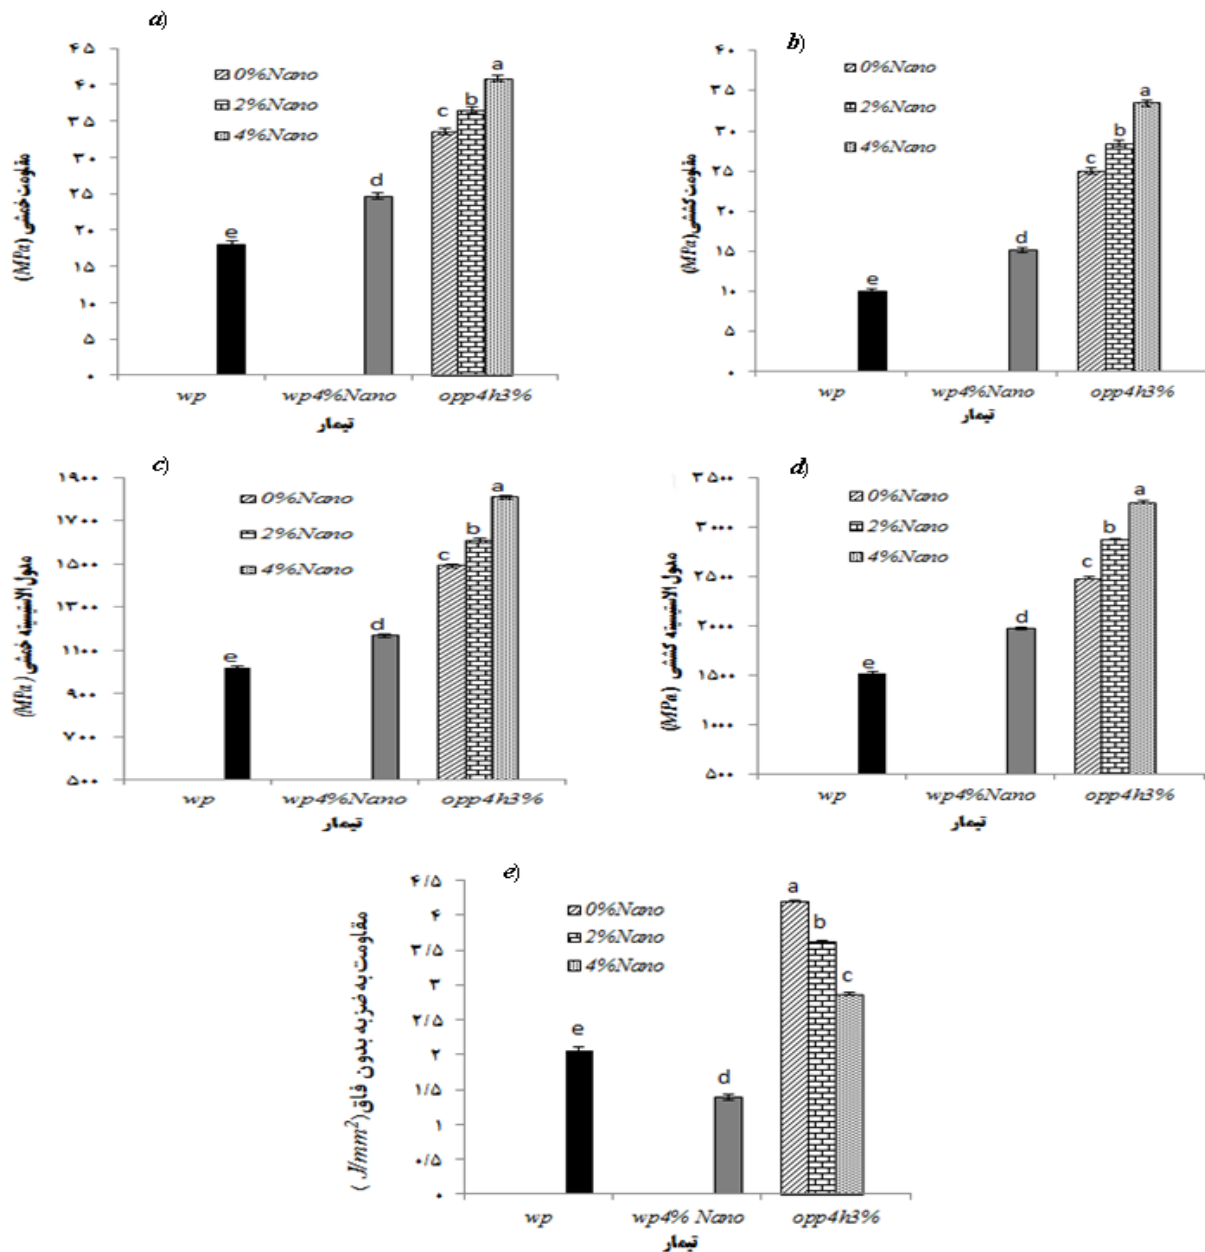 a)
۴۵
۴۰
۳۵
۳۰
۲۵
۲۰
۱۵
۱۰
۵
۰
مقاومت خمشی (MPa)
0%Nano
2%Nano
4%Nano
e
d
c
b
a
wp
wp4%Nano
opp4h3%
تیمار
b)
۴۰
۳۵
۳۰
۲۵
۲۰
۱۵
۱۰
۵
۰
مقاومت کششی (MPa)
0%Nano
2%Nano
4%Nano
e
d
c
b
a
wp
wp4%Nano
opp4h3%
تیمار
c)
۱۹۰۰
۱۷۰۰
۱۵۰۰
۱۳۰۰
۱۱۰۰
۹۰۰
۷۰۰
۵۰۰
مدول الاستیسیته خمشی (MPa)
0%Nano
2%Nano
4%Nano
e
d
c
b
a
wp
wp4%Nano
opp4h3%
تیمار
d)
۳۵۰۰
۳۰۰۰
۲۵۰۰
۲۰۰۰
۱۵۰۰
۱۰۰۰
۵۰۰
مدول الاستیسیته کششی (MPa)
0%Nano
2%Nano
4%Nano
e
d
c
b
a
wp
wp4%Nano
opp4h3%
تیمار
e)
۴/۵
۴
۳/۵
۳
۲/۵
۲
۱/۵
۱
۰/۵
۰
مقاومت به ضربه بدون فاق (J/mm²)
0%Nano
2%Nano
4%Nano
e
d
a
b
c
wp
wp4% Nano
opp4h3%
تیمار